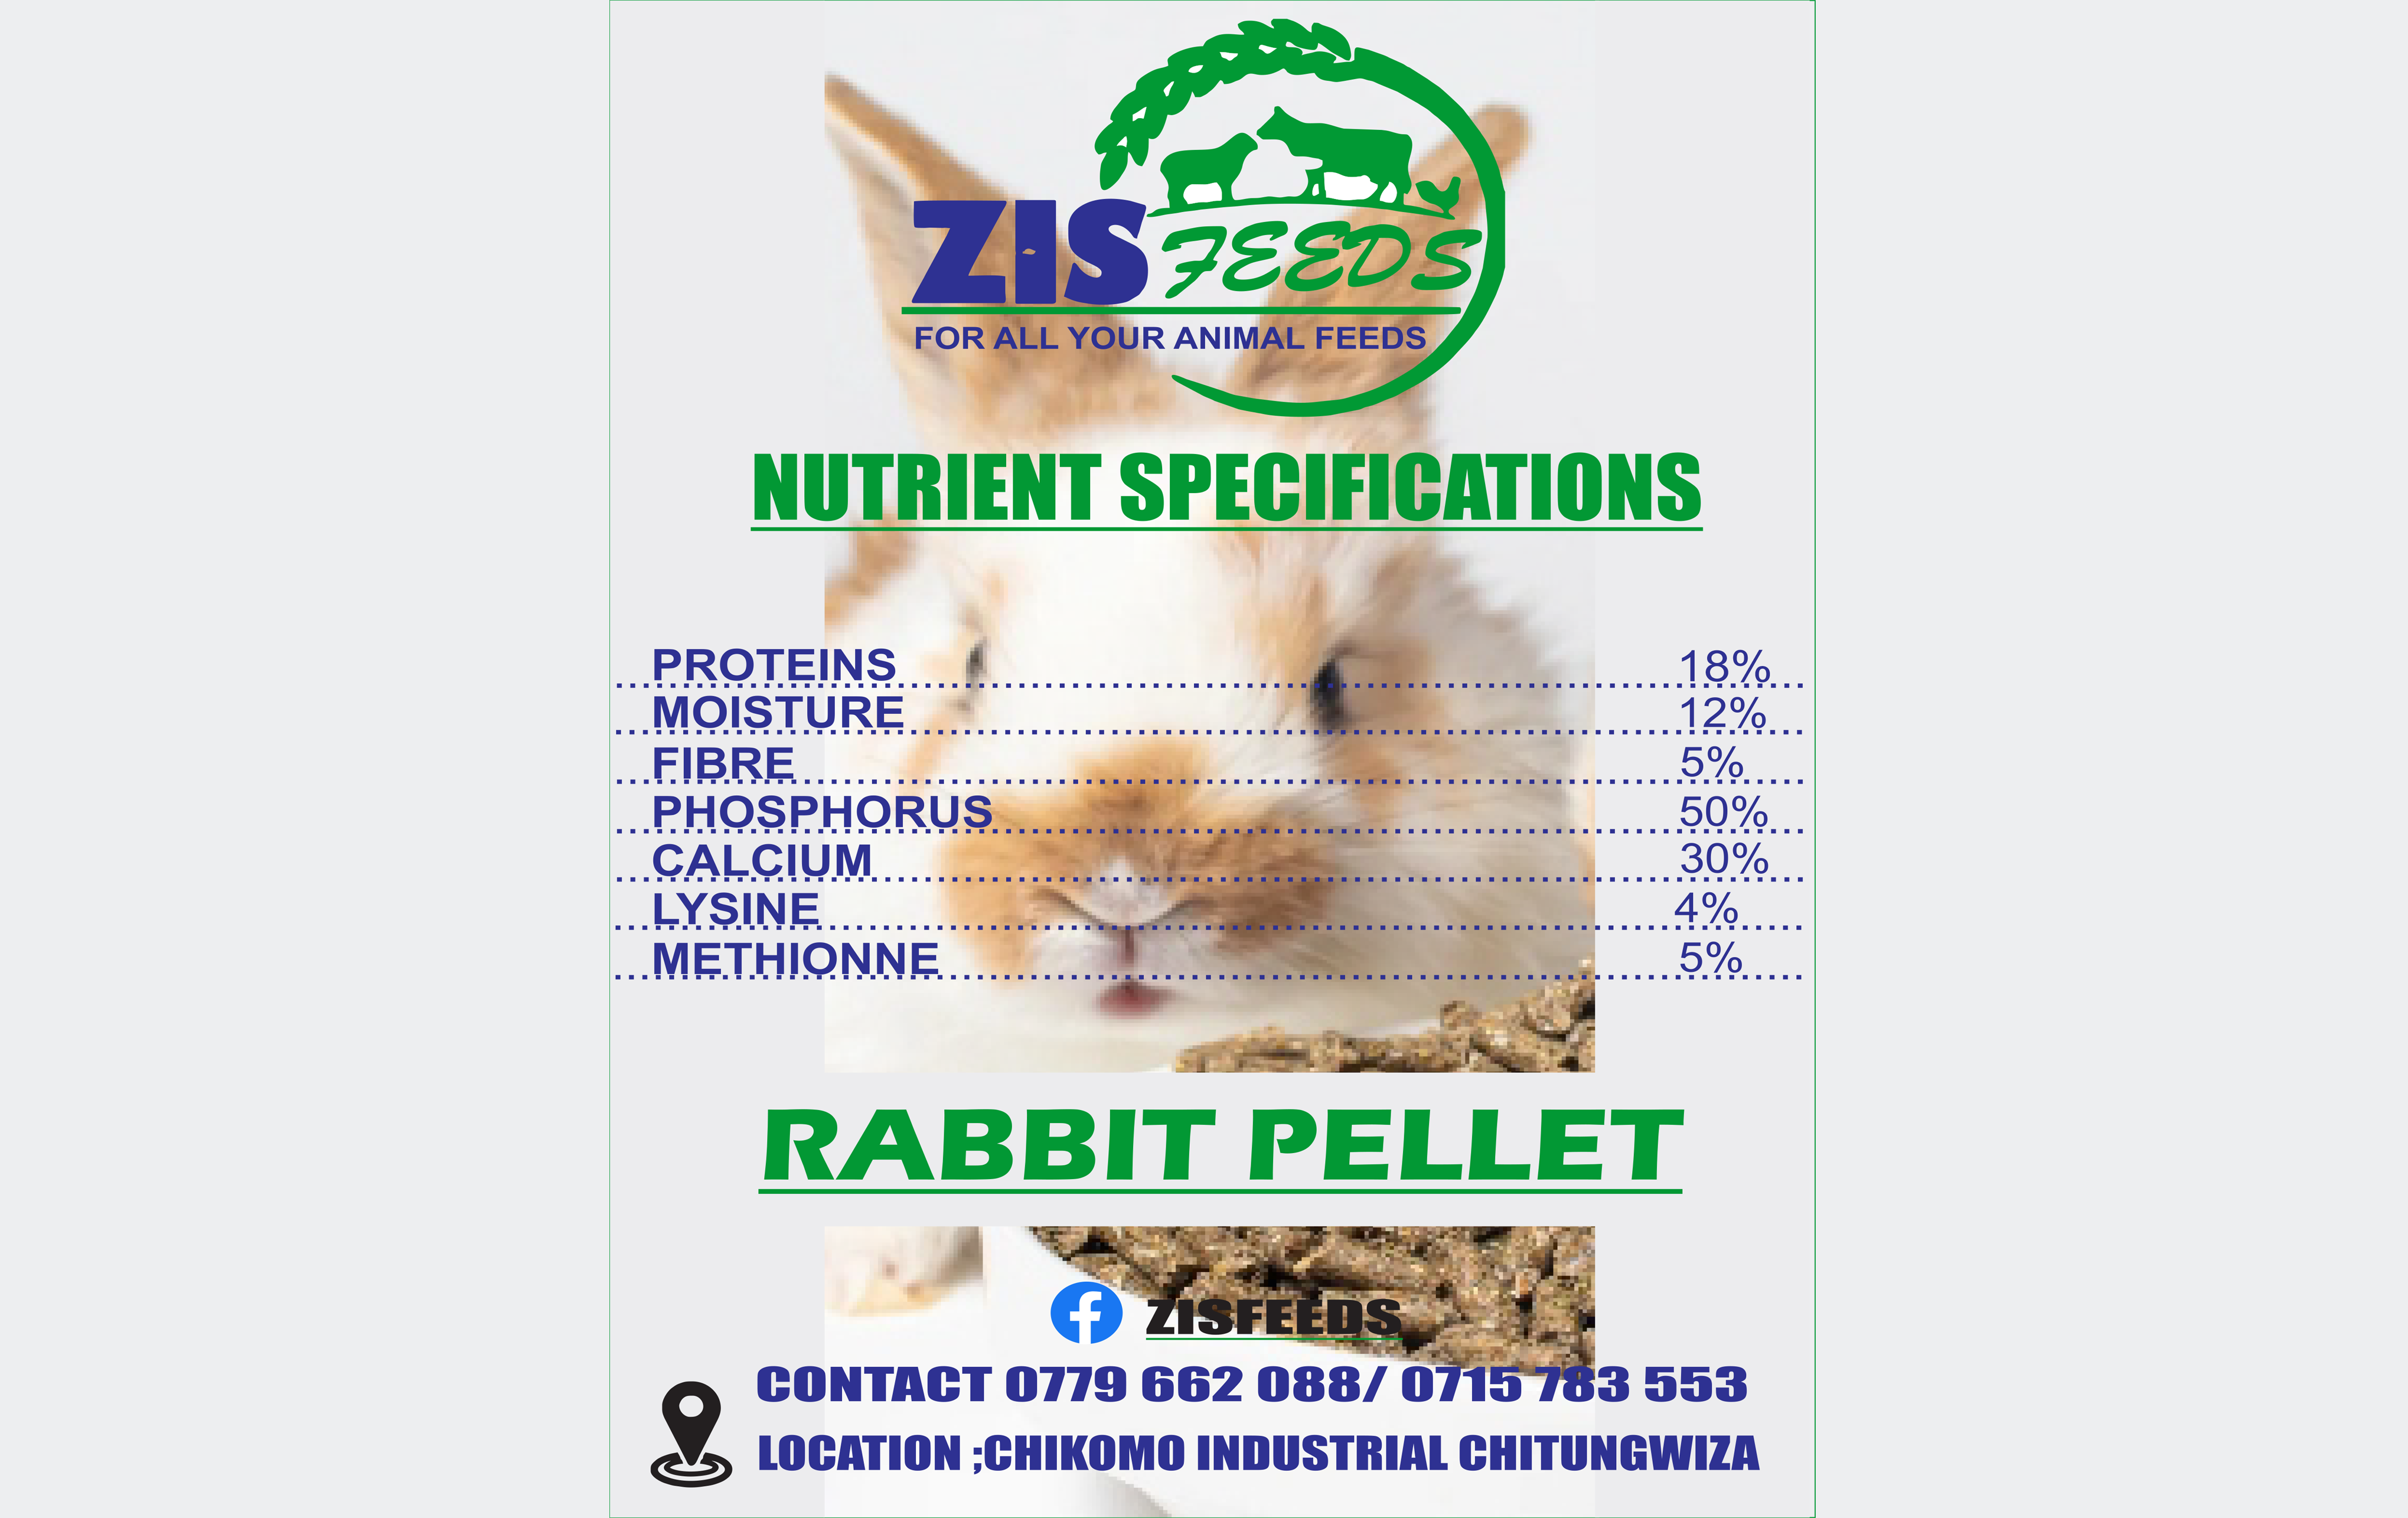 ZIS FEEDS
FOR ALL YOUR ANIMAL FEEDS
NUTRIENT SPECIFICATIONS
PROTEINS 18%
MOISTURE 12%
FIBRE 5%
PHOSPHORUS 50%
CALCIUM 30%
LYSINE 4%
METHIONNE 5%
RABBIT PELLET
ZISFEEDS
CONTACT 0779 662 088/ 0715 783 553
LOCATION ;CHIKOMO INDUSTRIAL CHITUNGWIZA